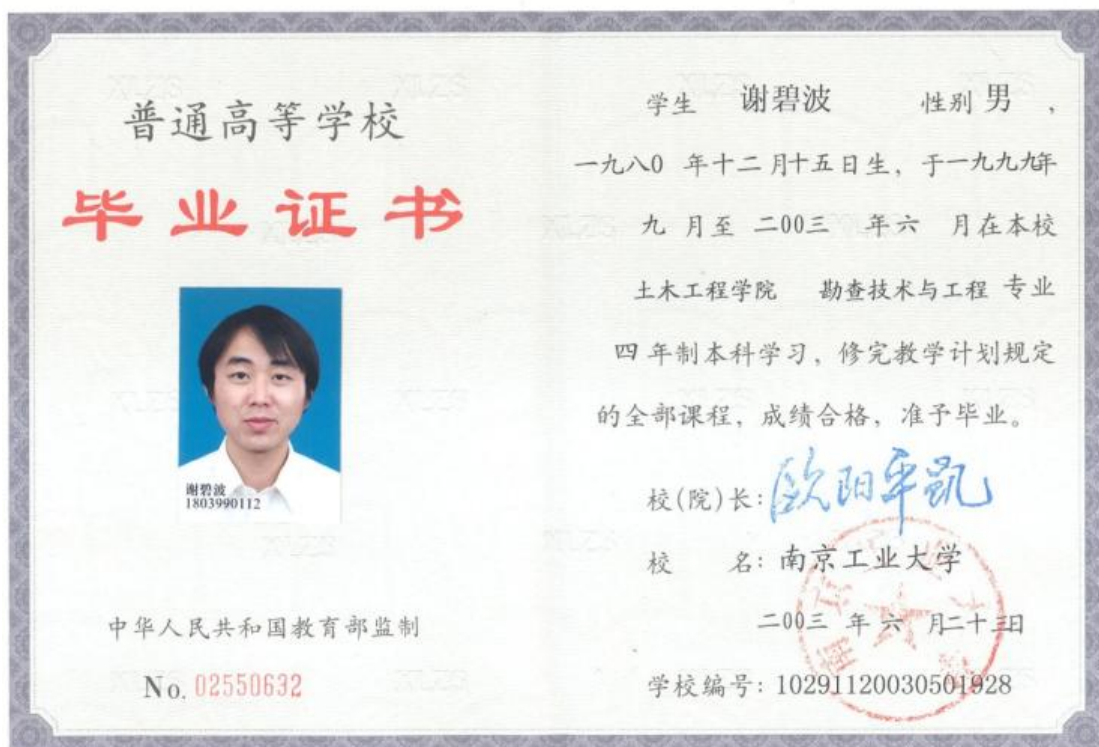 普通高等学校
毕业证书
谢碧波
1803990112
中华人民共和国教育部监制
No. 02550632
学生 谢碧波 性别 男 ,
一九八0 年十二月十五日生, 于一九九九年
九 月至 二00三 年六 月在本校
土木工程学院 勘查技术与工程 专业
四 年制本科学习, 修完教学计划规定
的全部课程, 成绩合格, 准予毕业。
校(院)长: 欧阳平凯
校 名: 南京工业大学
二00三 年 六 月二十三日
学校编号: 10291120030501928